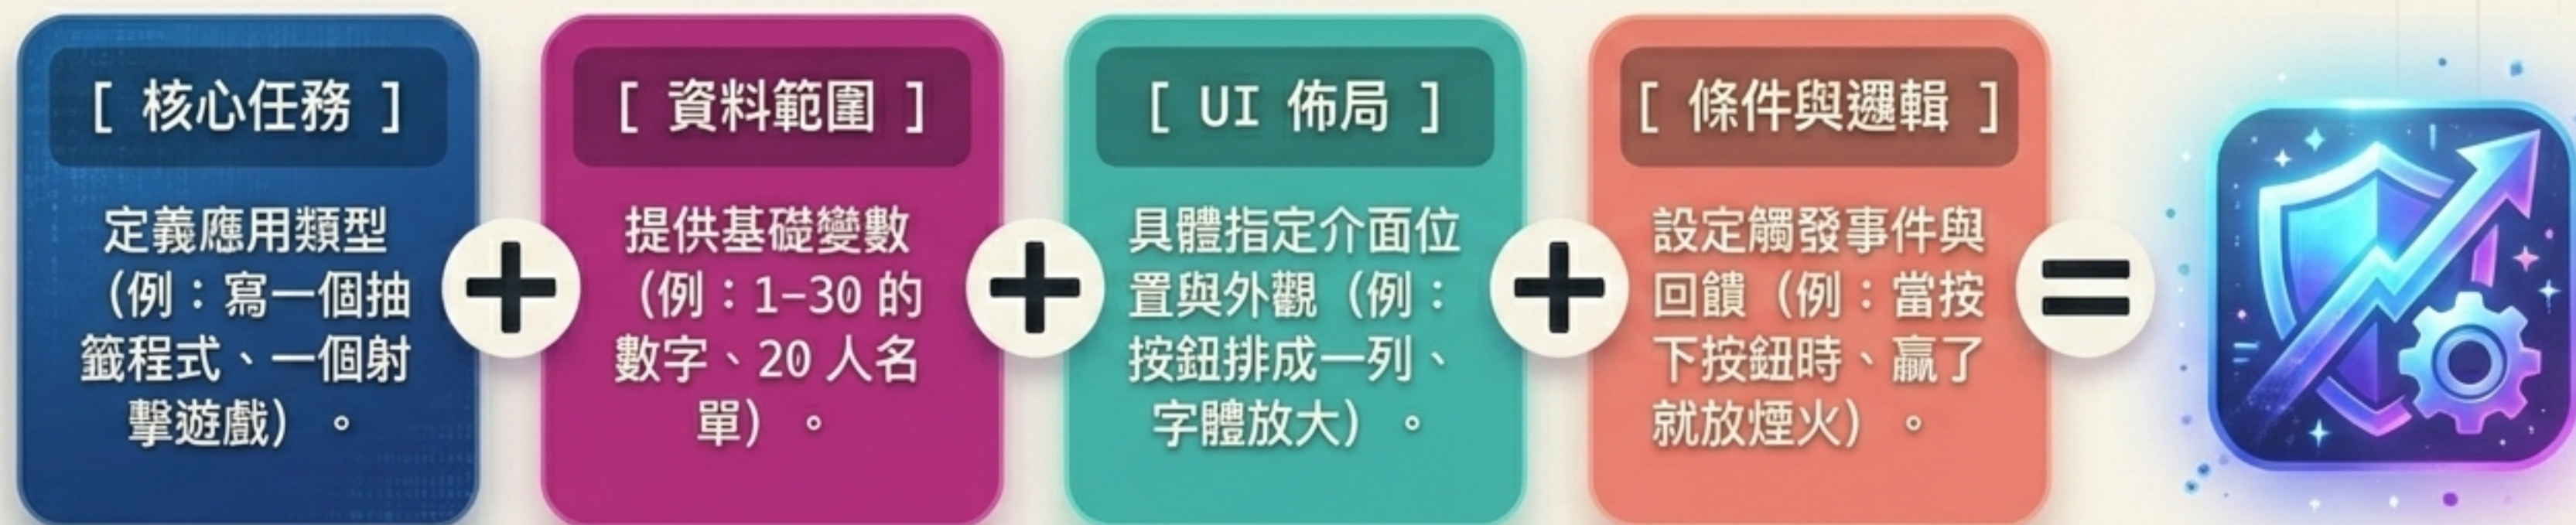 [ 核心任務 ]
定義應用類型
（例：寫一個抽
籤程式、一個射
擊遊戲）。
+
[ 資料範圍 ]
提供基礎變數
（例：1-30 的
數字、20 人名
單）。
+
[ UI 佈局 ]
具體指定介面位
置與外觀（例：
按鈕排成一列、
字體放大）。
+
[ 條件與邏輯 ]
設定觸發事件與
回饋（例：當按
下按鈕時、贏了
就放煙火）。
=